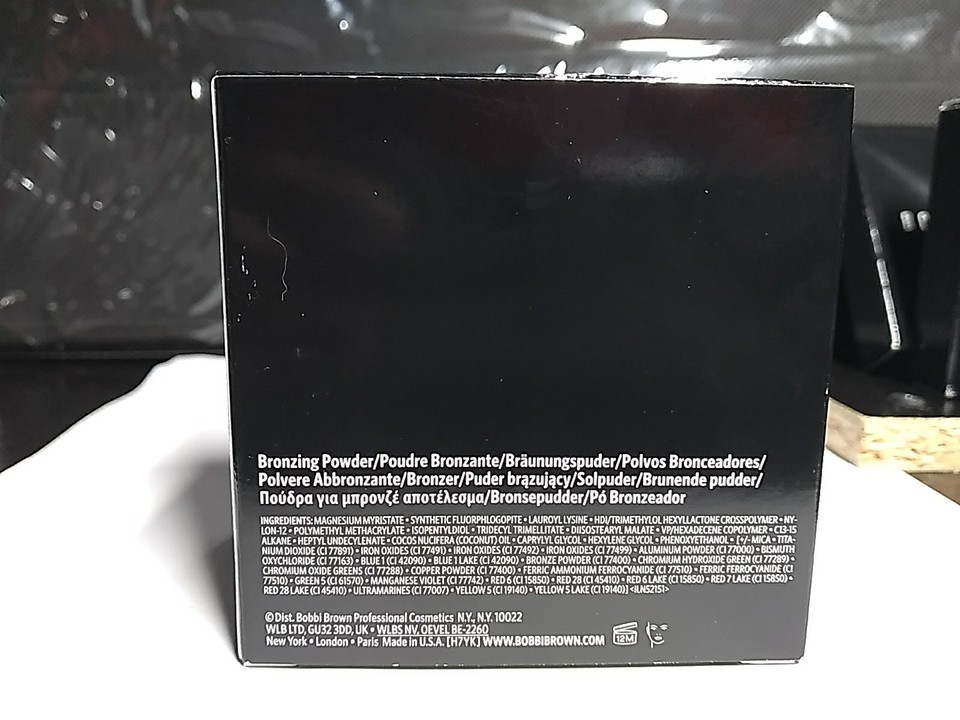 Bronzing Powder/Poudre Bronzante/Bräunungspuder/Polvos Bronceadores/
Polvere Abbronzante/Bronzer/Puder brązujący/Solpuder/Brunende pudder/
Πούδρα για μπρονζέ αποτέλεσμα/Bronsepudder/Pó Bronzeador
INGREDIENTS: MAGNESIUM MYRISTATE • SYNTHETIC FLUORPHLOGOPITE • LAUROYL LYSINE • HDI/TRIMETHYLOL HEXYLLACTONE CROSSPOLYMER • NY-
LON-12 • POLYMETHYL METHACRYLATE • ISOPENTYLDIOL • TRIDECYL TRIMELLITATE • DIISOSTEARYL MALATE • VP/HEXADECENE COPOLYMER • C13-15
ALKANE • HEPTYL UNDECYLENATE • COCOS NUCIFERA (COCONUT) OIL • CAPRYLYL GLYCOL • HEXYLENE GLYCOL • PHENOXYETHANOL • [+/- MICA • TITA-
NIUM DIOXIDE (CI 77891) • IRON OXIDES (CI 77491) • IRON OXIDES (CI 77492) • IRON OXIDES (CI 77499) • ALUMINUM POWDER (CI 77000) • BISMUTH
OXYCHLORIDE (CI 77163) • BLUE 1 (CI 42090) • BLUE 1 LAKE (CI 42090) • BRONZE POWDER (CI 77400) • CHROMIUM HYDROXIDE GREEN (CI 77289) •
CHROMIUM OXIDE GREENS (CI 77288) • COPPER POWDER (CI 77400) • FERRIC AMMONIUM FERROCYANIDE (CI 77510) • FERRIC FERROCYANIDE (CI
77510) • GREEN 5 (CI 61570) • MANGANESE VIOLET (CI 77742) • RED 6 (CI 15850) • RED 28 (CI 45410) • RED 6 LAKE (CI 15850) • RED 7 LAKE (CI 15850) •
RED 28 LAKE (CI 45410) • ULTRAMARINES (CI 77007) • YELLOW 5 (CI 19140) • YELLOW 5 LAKE (CI 19140)] <ILN52151>
© Dist. Bobbi Brown Professional Cosmetics N.Y., N.Y. 10022
WLB LTD, GU32 3DD, UK • WLBS NV, OEVEL BE-2260
New York • London • Paris Made in U.S.A. [H7YK] WWW.BOBBIBROWN.COM
12M